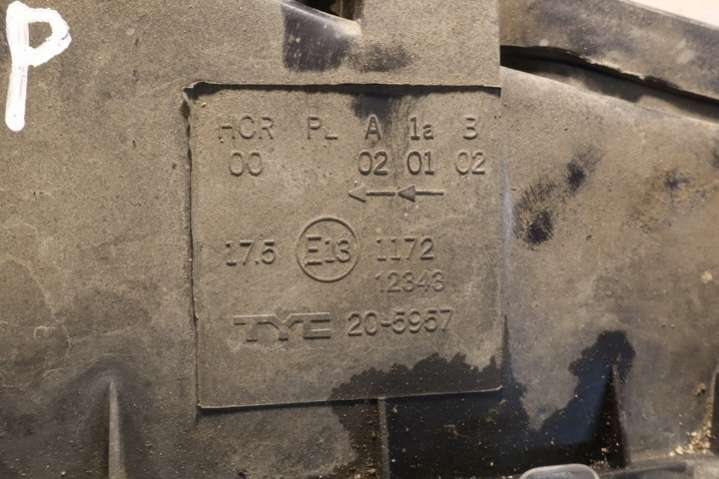 P
HCR PL A 1a B
00 02 01 02
17.5 E13 1172
12343
TYC 20-5957